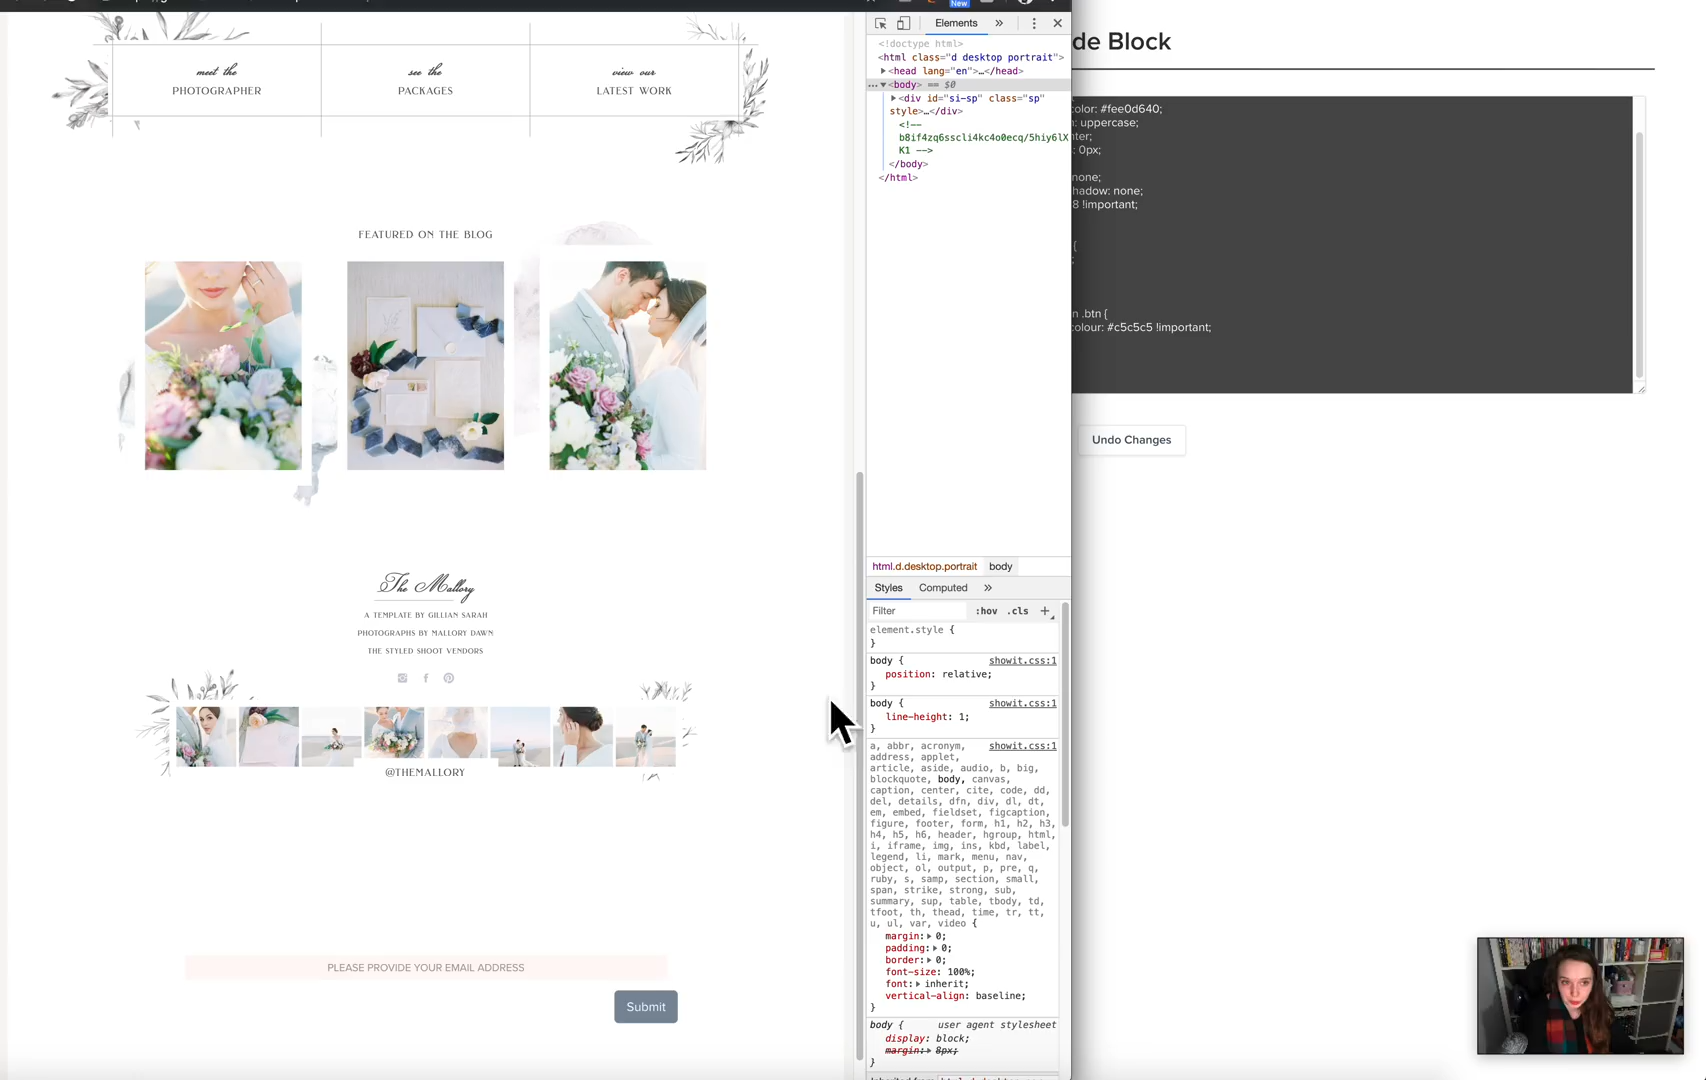 New
Elements
»
<!doctype html>
<html class="d desktop portrait">
<head lang="en">…</head>
<body> == $0
<div id="si-sp" class="sp"
style>…</div>
<!--
b8if4zq6sscli4kc4o0ecq/5hiy6lX
K1 -->
</body>
</html>
meet the
PHOTOGRAPHER
see the
PACKAGES
view our
LATEST WORK
FEATURED ON THE BLOG
The Mallory
A TEMPLATE BY GILLIAN SARAH
PHOTOGRAPHS BY MALLORY DAWN
THE STYLED SHOOT VENDORS
@THEMALLORY
PLEASE PROVIDE YOUR EMAIL ADDRESS
Submit
html.d.desktop.portrait body
Styles Computed »
Filter :hov .cls +
element.style {
}
body { showit.css:1
position: relative;
}
body { showit.css:1
line-height: 1;
}
a, abbr, acronym, showit.css:1
address, applet,
article, aside, audio, b, big,
blockquote, body, canvas,
caption, center, cite, code, dd,
del, details, dfn, div, dl, dt,
em, embed, fieldset, figcaption,
figure, footer, form, h1, h2, h3,
h4, h5, h6, header, hgroup, html,
i, iframe, img, ins, kbd, label,
legend, li, mark, menu, nav,
object, ol, output, p, pre, q,
ruby, s, samp, section, small,
span, strike, strong, sub,
summary, sup, table, tbody, td,
tfoot, th, thead, time, tr, tt,
u, ul, var, video {
margin: 0;
padding: 0;
border: 0;
font-size: 100%;
font: inherit;
vertical-align: baseline;
}
body { user agent stylesheet
display: block;
margin: 8px;
}
de Block
color: #fee0d640;
n: uppercase;
nter;
: 0px;
none;
hadow: none;
8 !important;
{
;
n .btn {
colour: #c5c5c5 !important;
Undo Changes